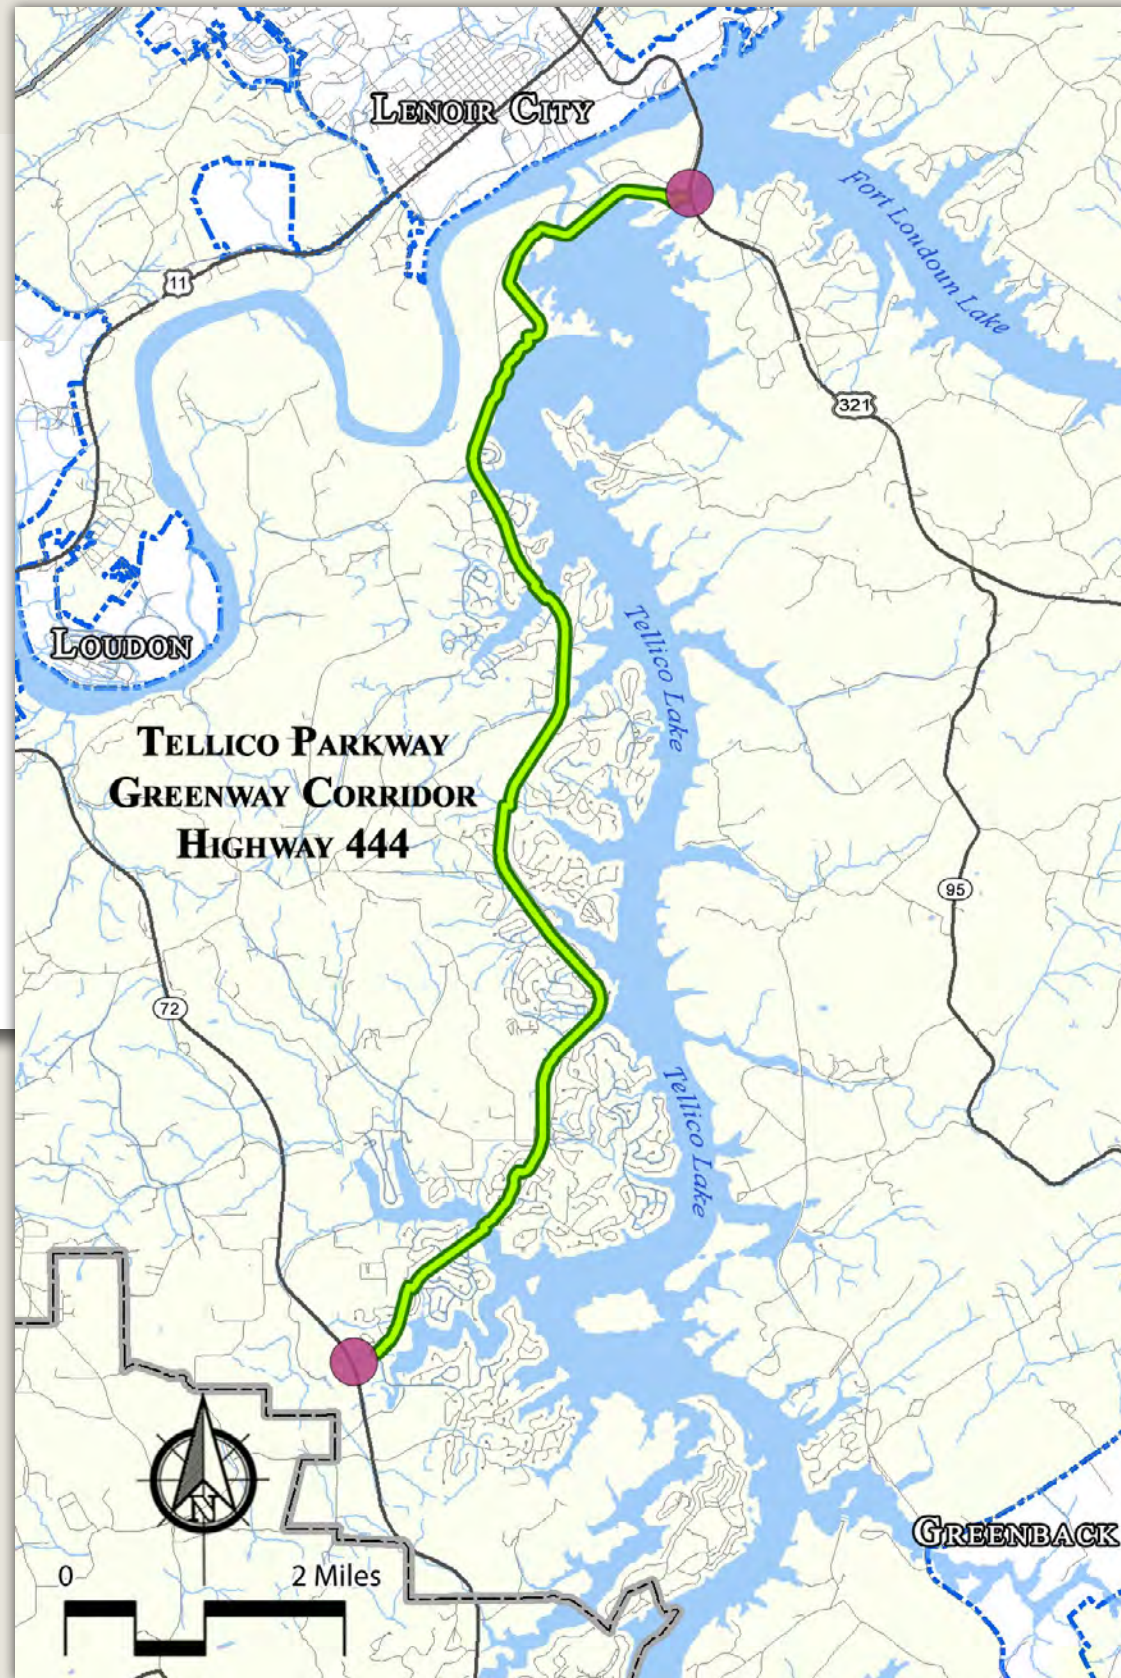 LENOIR CITY
Fort Loudoun Lake
11
321
Tellico Lake
LOUDON
TELLICO PARKWAY
GREENWAY CORRIDOR
HIGHWAY 444
95
72
Tellico Lake
N
GREENBACK
0 2 Miles